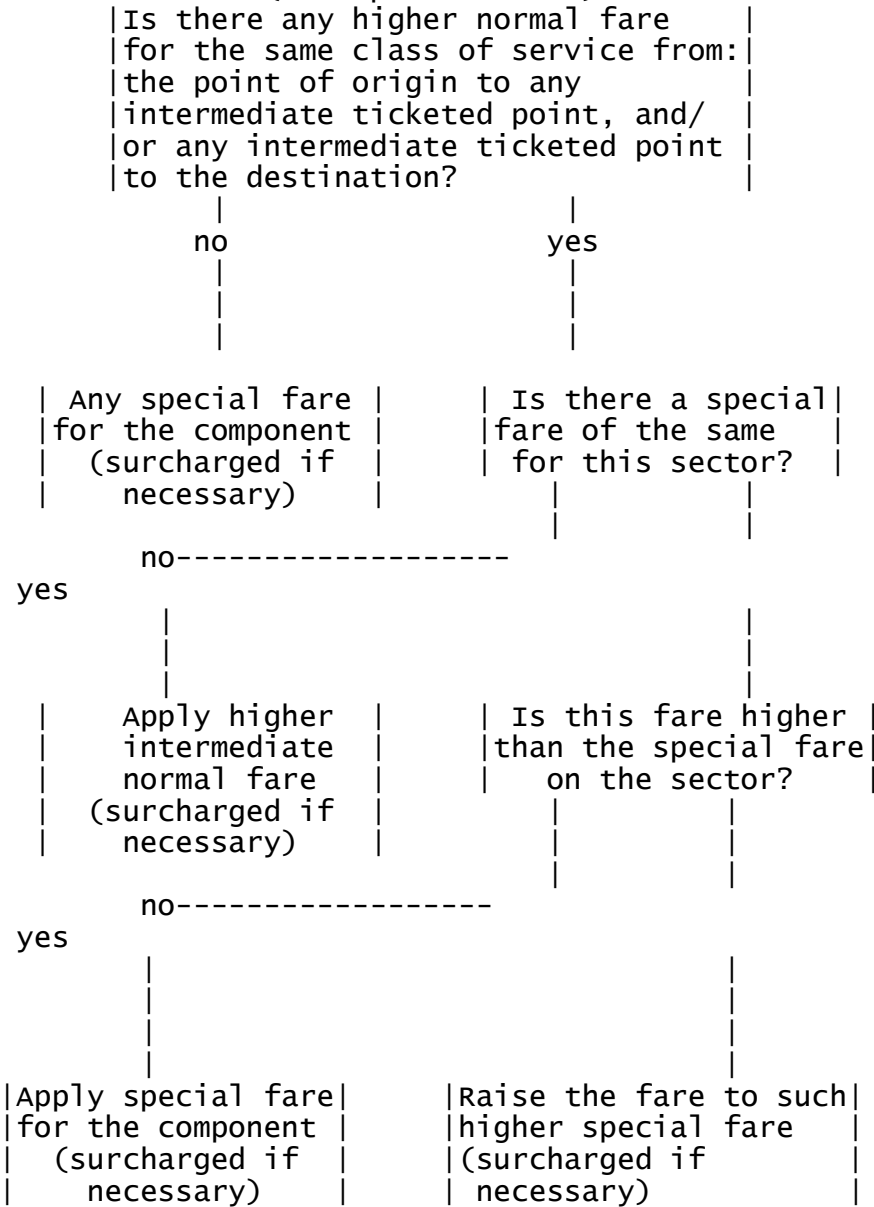 |Is there any higher normal fare |
|for the same class of service from:|
|the point of origin to any |
|intermediate ticketed point, and/ |
|or any intermediate ticketed point |
|to the destination? |
| |
no yes
| |
| |
| |
| Any special fare | | Is there a special|
|for the component | |fare of the same |
| (surcharged if | | for this sector? |
| necessary) | | |
| |
no-------------------
yes
| |
| |
| |
| Apply higher | | Is this fare higher |
| intermediate | |than the special fare|
| normal fare | | on the sector? |
| (surcharged if | | |
| necessary) | | |
| |
no------------------
yes
| |
| |
| |
| |
|Apply special fare| |Raise the fare to such|
|for the component | |higher special fare |
| (surcharged if | |(surcharged if |
| necessary) | | necessary) |